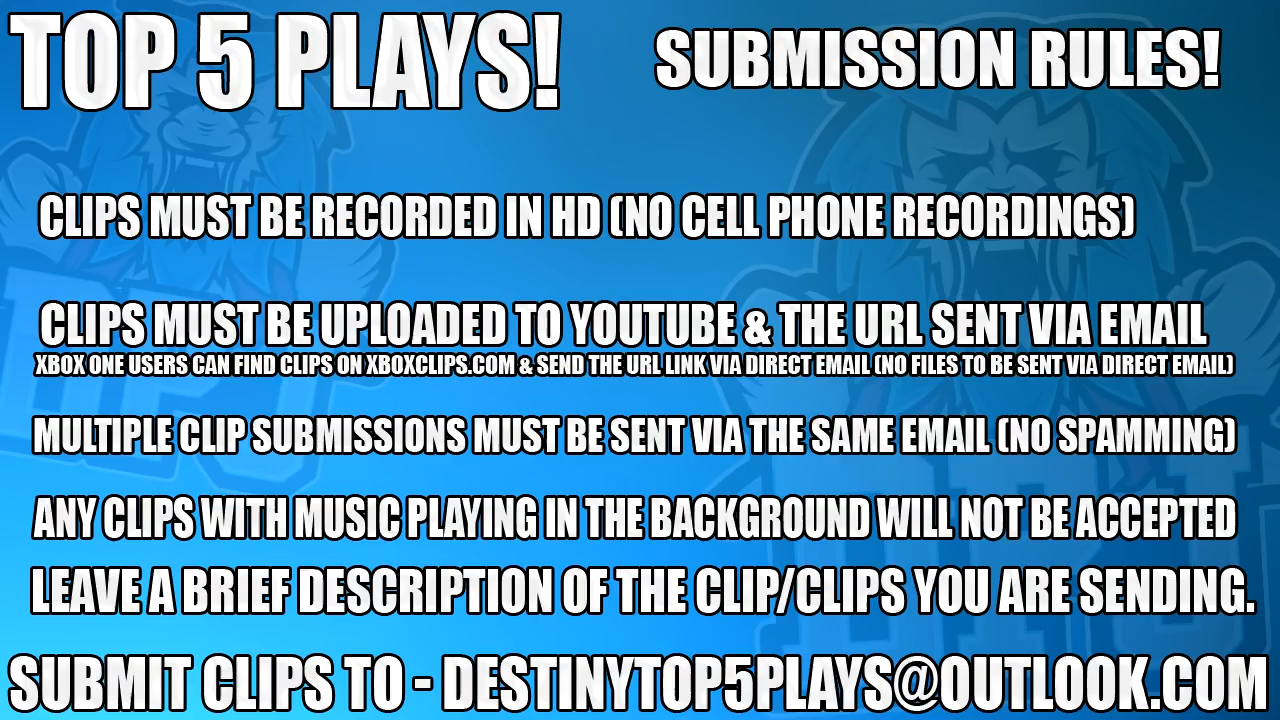 TOP 5 PLAYS!
SUBMISSION RULES!
CLIPS MUST BE RECORDED IN HD (NO CELL PHONE RECORDINGS)
CLIPS MUST BE UPLOADED TO YOUTUBE & THE URL SENT VIA EMAIL
XBOX ONE USERS CAN FIND CLIPS ON XBOXCLIPS.COM & SEND THE URL LINK VIA DIRECT EMAIL (NO FILES TO BE SENT VIA DIRECT EMAIL)
MULTIPLE CLIP SUBMISSIONS MUST BE SENT VIA THE SAME EMAIL (NO SPAMMING)
ANY CLIPS WITH MUSIC PLAYING IN THE BACKGROUND WILL NOT BE ACCEPTED
LEAVE A BRIEF DESCRIPTION OF THE CLIP/CLIPS YOU ARE SENDING.
SUBMIT CLIPS TO - DESTINYTOP5PLAYS@OUTLOOK.COM